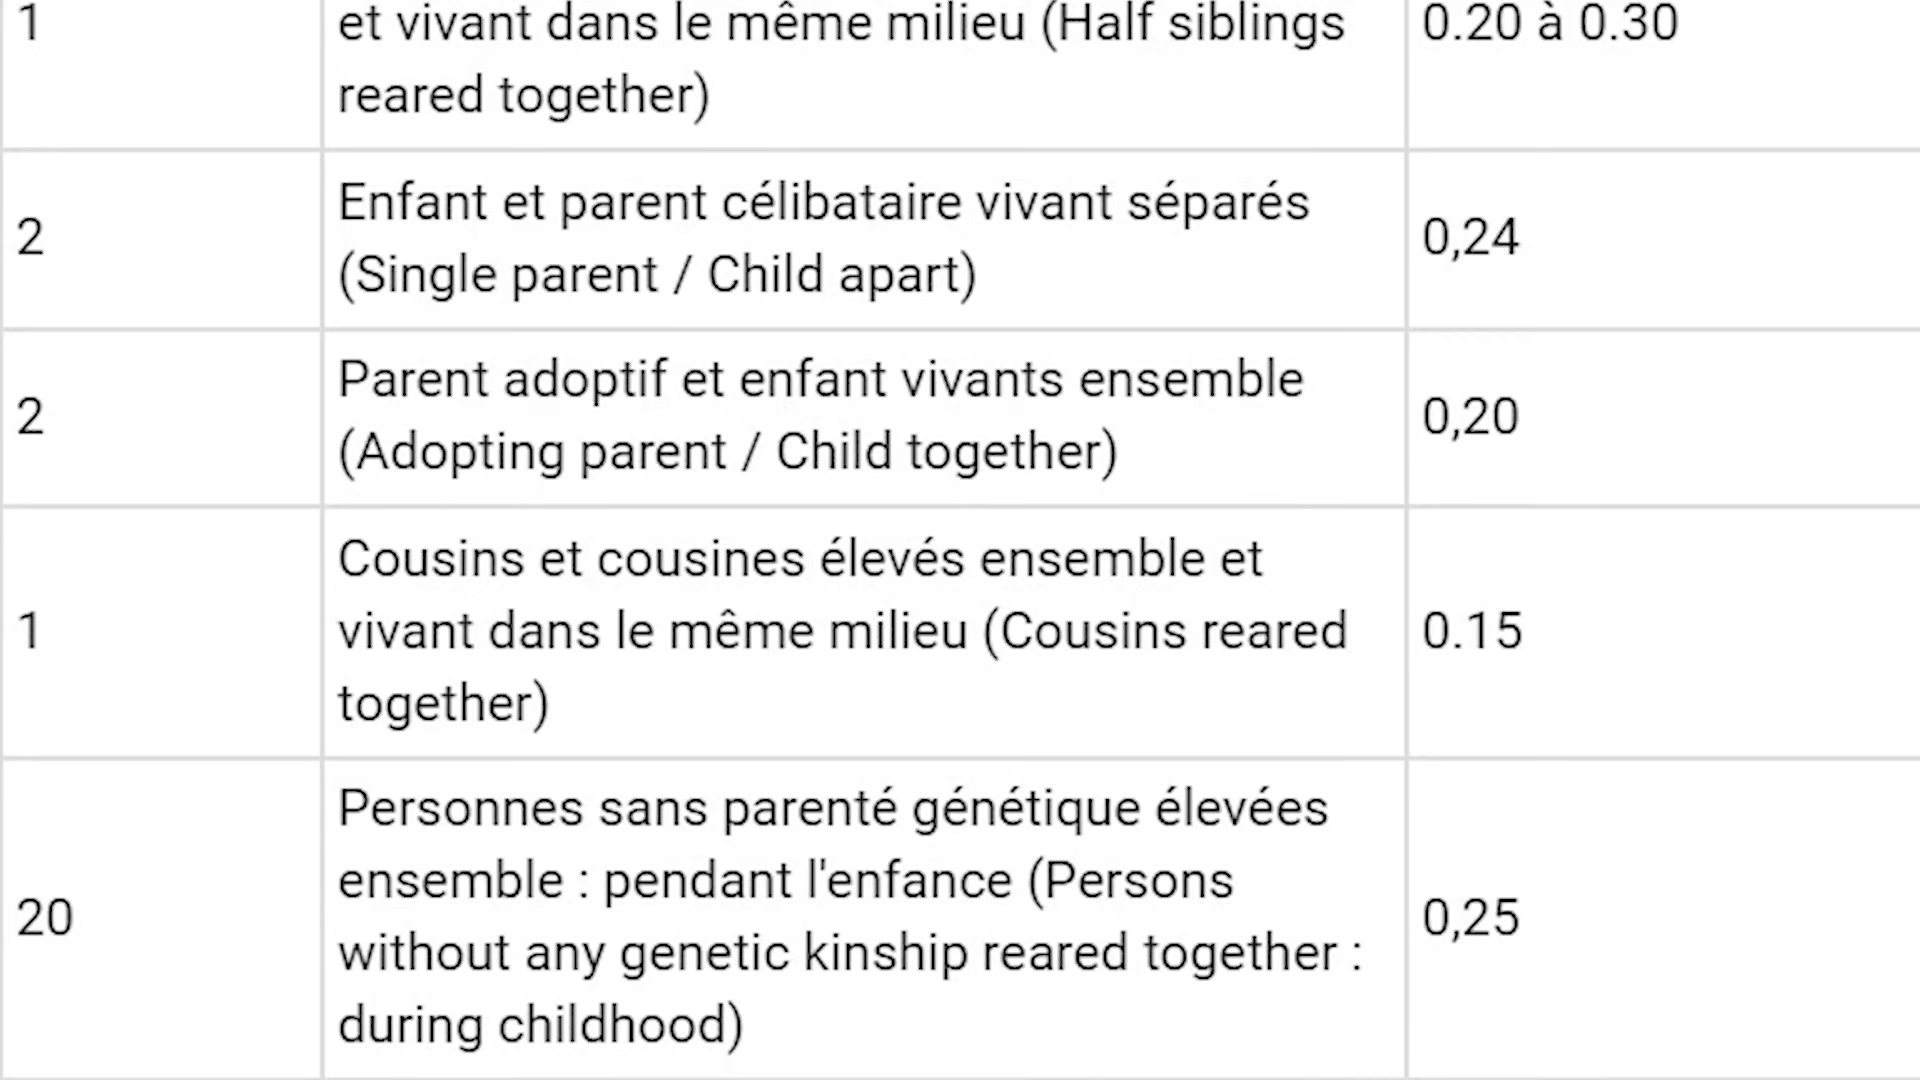 1
et vivant dans le même milieu (Half siblings
reared together)
0.20 à 0.30
2
Enfant et parent célibataire vivant séparés
(Single parent / Child apart)
0,24
2
Parent adoptif et enfant vivants ensemble
(Adopting parent / Child together)
0,20
1
Cousins et cousines élevés ensemble et
vivant dans le même milieu (Cousins reared
together)
0.15
20
Personnes sans parenté génétique élevées
ensemble : pendant l'enfance (Persons
without any genetic kinship reared together :
during childhood)
0,25